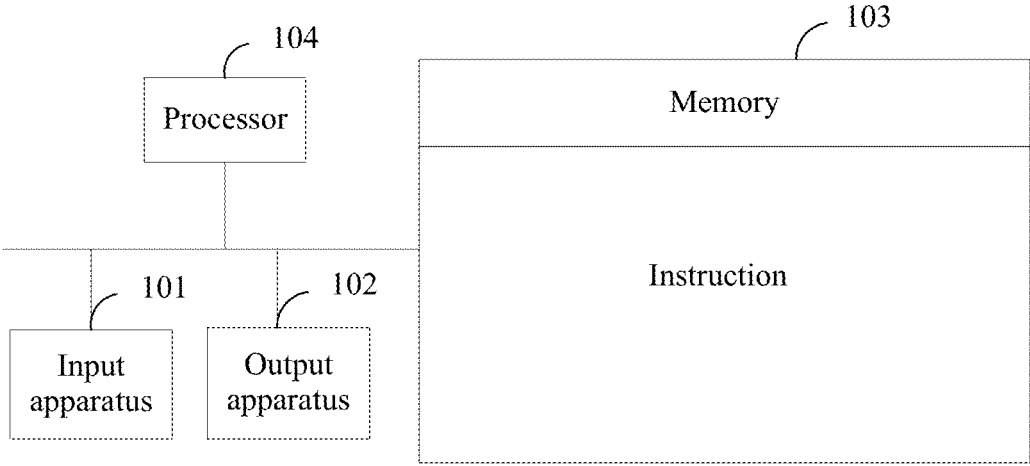 103
104
Memory
Processor
Instruction
101
102
Input
apparatus
Output
apparatus